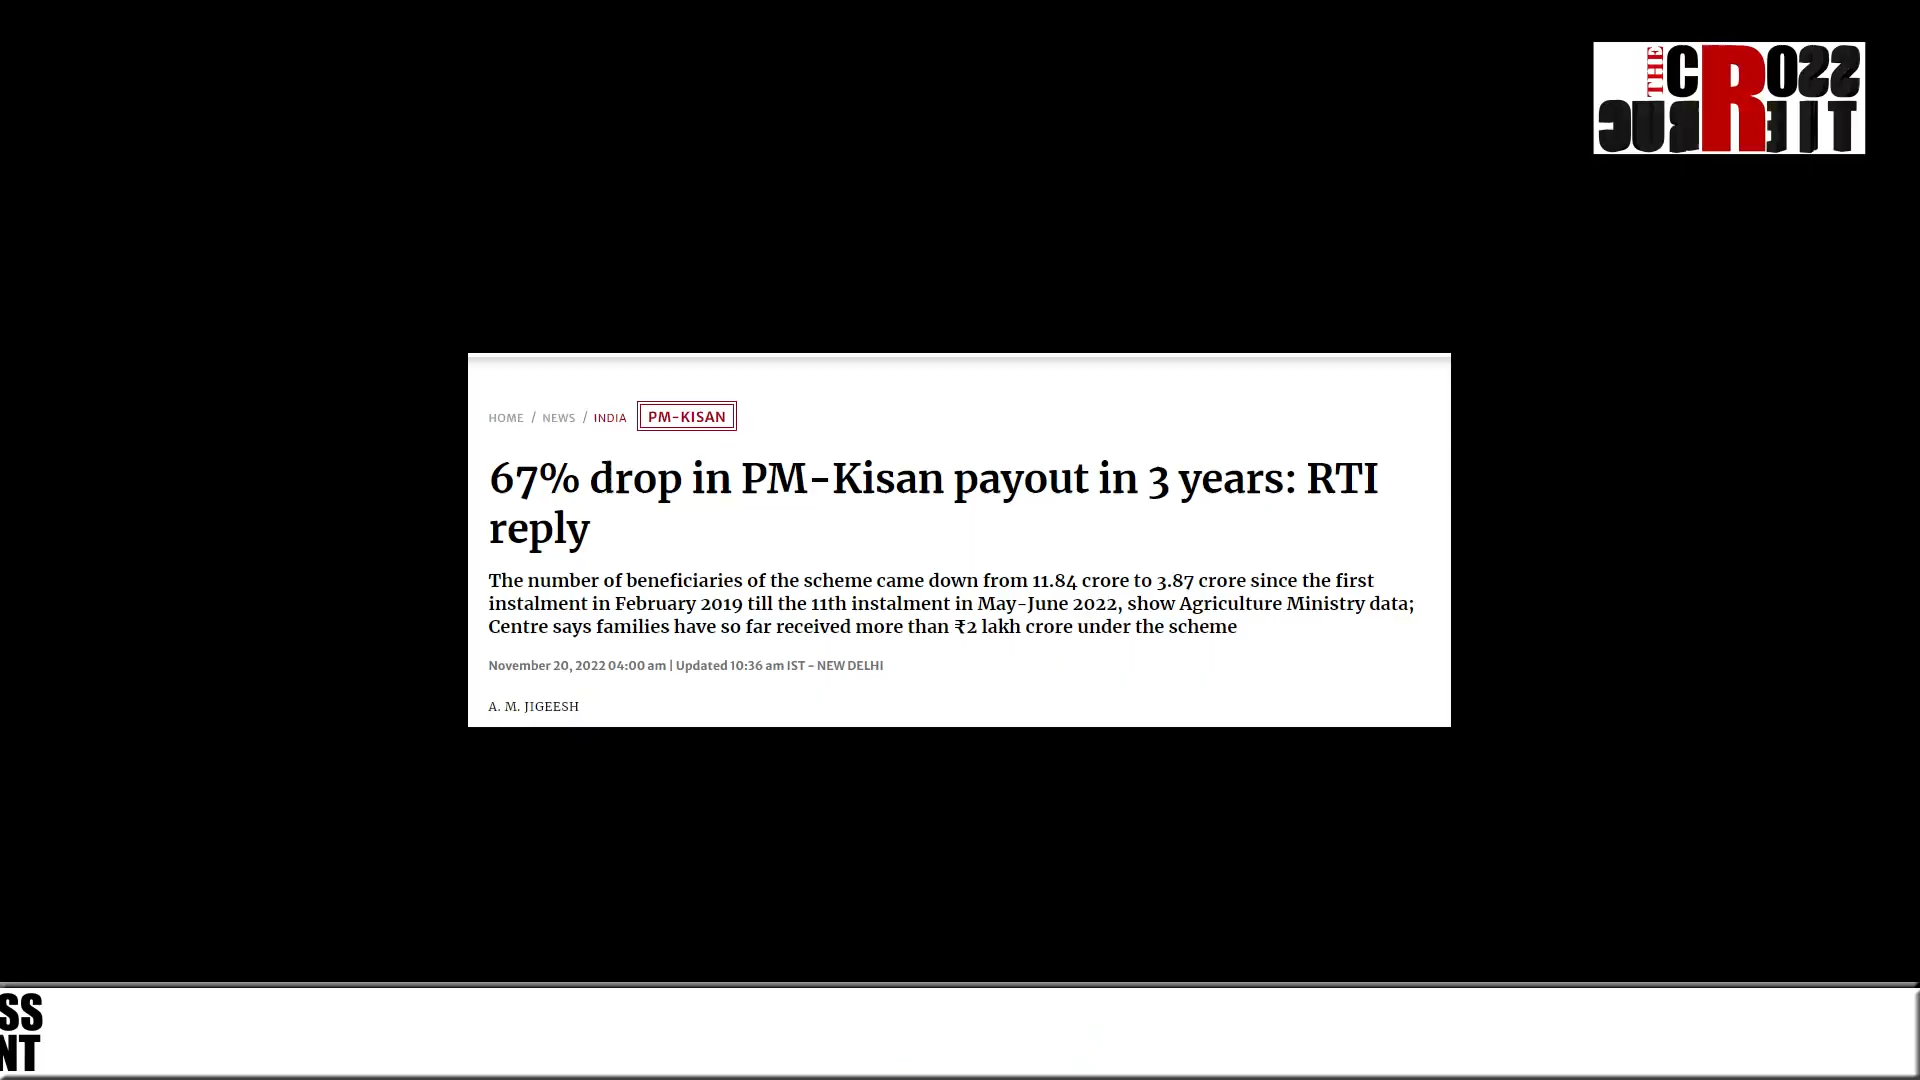 THE CROSS
CURRENT
HOME / NEWS / INDIA PM-KISAN
67% drop in PM-Kisan payout in 3 years: RTI
reply
The number of beneficiaries of the scheme came down from 11.84 crore to 3.87 crore since the first
instalment in February 2019 till the 11th instalment in May-June 2022, show Agriculture Ministry data;
Centre says families have so far received more than ₹2 lakh crore under the scheme
November 20, 2022 04:00 am | Updated 10:36 am IST - NEW DELHI
A. M. JIGEESH
SS
NT